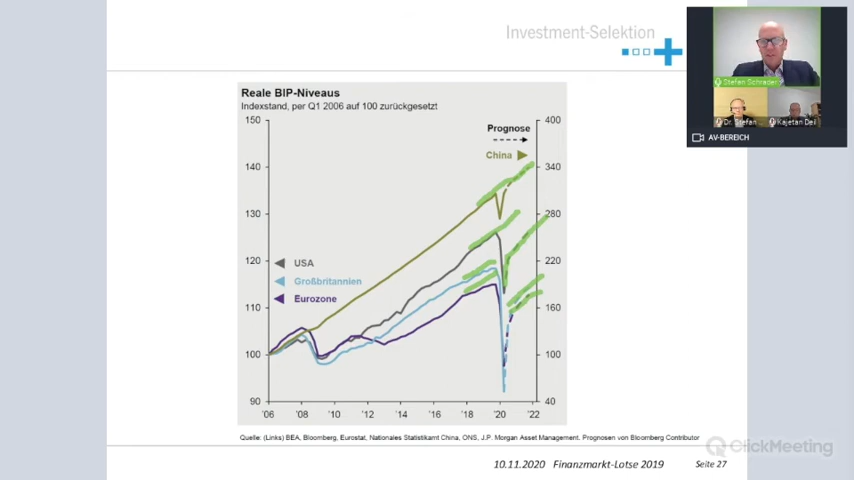 Investment-Selektion
Reale BIP-Niveaus
Indexstand, per Q1 2006 auf 100 zurückgesetzt
150
140
130
120
110
100
90
400
340
280
220
160
100
40
Prognose
China
USA
Großbritannien
Eurozone
'06 '08 '10 '12 '14 '16 '18 '20 '22
Quelle: (Links) BEA, Bloomberg, Eurostat, Nationales Statistikamt China, ONS, J.P. Morgan Asset Management. Prognosen von Bloomberg Contributor
10.11.2020 Finanzmarkt-Lotse 2019 Seite 27
Stefan Schrader
Dr. Stefan ...
Kajetan Deil
AV-BEREICH
ClickMeeting